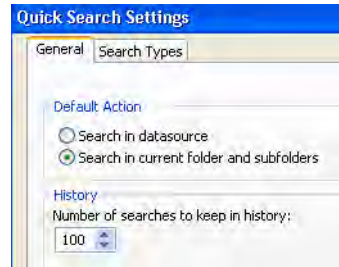 Quick Search Settings
General Search Types
Default Action
Search in datasource
Search in current folder and subfolders
History
Number of searches to keep in history:
100